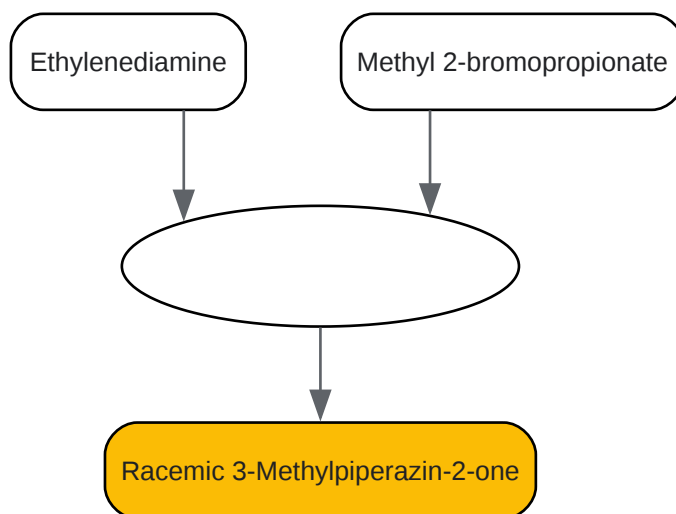 Ethylenediamine
Methyl 2-bromopropionate
Racemic 3-Methylpiperazin-2-one